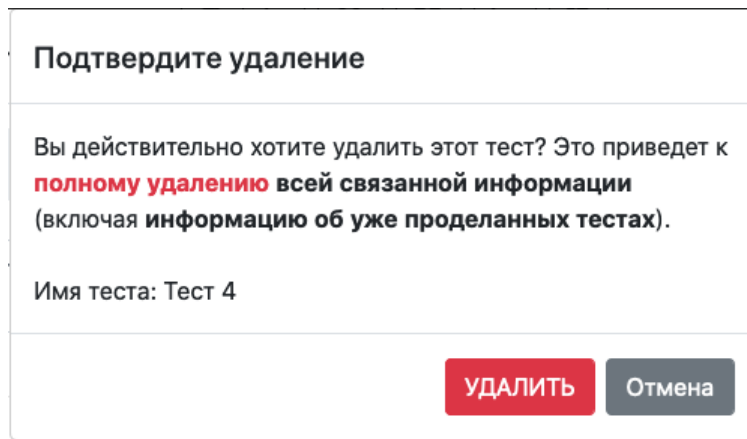 Подтвердите удаление
Вы действительно хотите удалить этот тест? Это приведет к
полному удалению всей связанной информации
(включая информацию об уже проделанных тестах).
Имя теста: Тест 4
УДАЛИТЬ Отмена